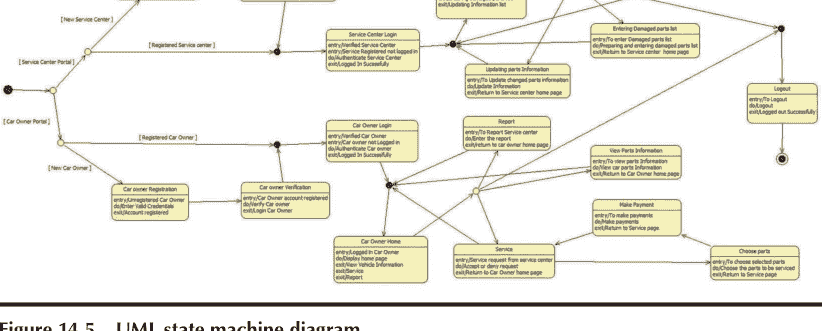 exit/Updating Information list
[New Service Center]
[Registered Service center]
[Service Center Portal]
Service Center Login
entry/Verified Service Center
entry/Service Registered not logged in
do/Authenticate Service Center
exit/Logged In Sucessfully
Entering Damaged parts list
entry/To enter Damaged parts list
do/Preparing and entering damaged parts list
exit/Return to Service center home page
Updating parts Information
entry/To Update changed parts information
do/Update Information
exit/Return to Service center home page
Logout
entry/To Logout
do/Logout
exit/Logged out Successfully
[Car Owner Portal]
[Registered Car Owner]
[New Car Owner]
Car Owner Login
entry/Verified Car Owner
entry/Car owner not Logged in
do/Authenticate Car owner
exit/Logged In Successfully
Report
entry/To Report Service center
do/Enter the report
exit/return to car owner home page
View Parts Information
entry/To view parts Information
do/View car parts Information
exit/Return to Car Owner home page
Car owner Registration
entry/Unregistered Car Owner
do/Enter Valid Credentials
exit/Account registered
Car owner Verification
entry/Car Owner account registered
do/Verify Car owner
exit/Login Car Owner
Make Payment
entry/To make payments
do/Make payments
exit/Return to Service page
Car Owner Home
entry/Logged in Car Owner
do/Display home page
exit/View Vehicle Information
exit/Service
exit/Report
Service
entry/Service request from service center
do/Accept or deny request
exit/Return to Car Owner home page
Choose parts
entry/To choose selected parts
do/Choose the parts to be serviced
exit/Return to Service page
Figure 14.5 UML state machine diagram